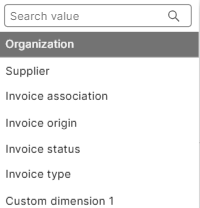 Search value
Organization
Supplier
Invoice association
Invoice origin
Invoice status
Invoice type
Custom dimension 1